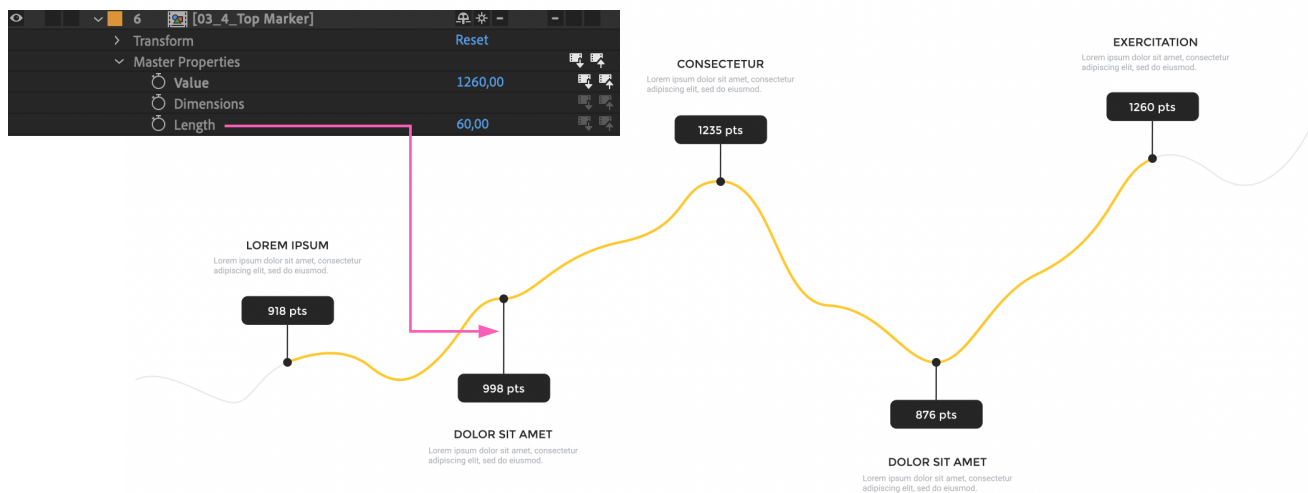 6 [03_4_Top Marker]
Transform Reset
Master Properties
Value 1260,00
Dimensions
Length 60,00
LOREM IPSUM
Lorem ipsum dolor sit amet, consectetur
adipiscing elit, sed do eiusmod.
918 pts
998 pts
DOLOR SIT AMET
Lorem ipsum dolor sit amet, consectetur
adipiscing elit, sed do eiusmod.
CONSECTETUR
Lorem ipsum dolor sit amet, consectetur
adipiscing elit, sed do eiusmod.
1235 pts
876 pts
DOLOR SIT AMET
Lorem ipsum dolor sit amet, consectetur
adipiscing elit, sed do eiusmod.
EXERCITATION
Lorem ipsum dolor sit amet, consectetur
adipiscing elit, sed do eiusmod.
1260 pts